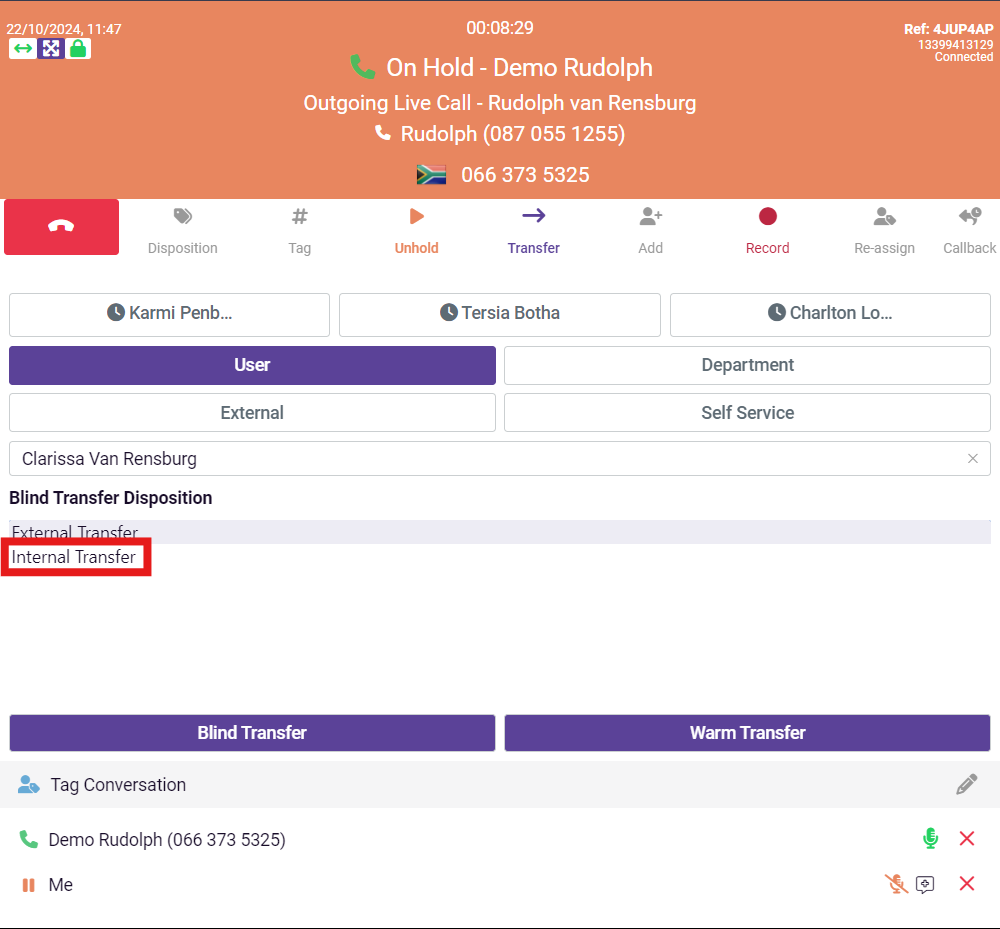 22/10/2024, 11:47
00:08:29
Ref: 4JUP4AP
13399413129
Connected
On Hold - Demo Rudolph
Outgoing Live Call - Rudolph van Rensburg
Rudolph (087 055 1255)
066 373 5325
Disposition
# Tag
Unhold
Transfer
Add
Record
Re-assign
Callback
Karmi Penb...
Tersia Botha
Charlton Lo...
User
Department
External
Self Service
Clarissa Van Rensburg
Blind Transfer Disposition
External Transfer
Internal Transfer
Blind Transfer
Warm Transfer
Tag Conversation
Demo Rudolph (066 373 5325)
Me